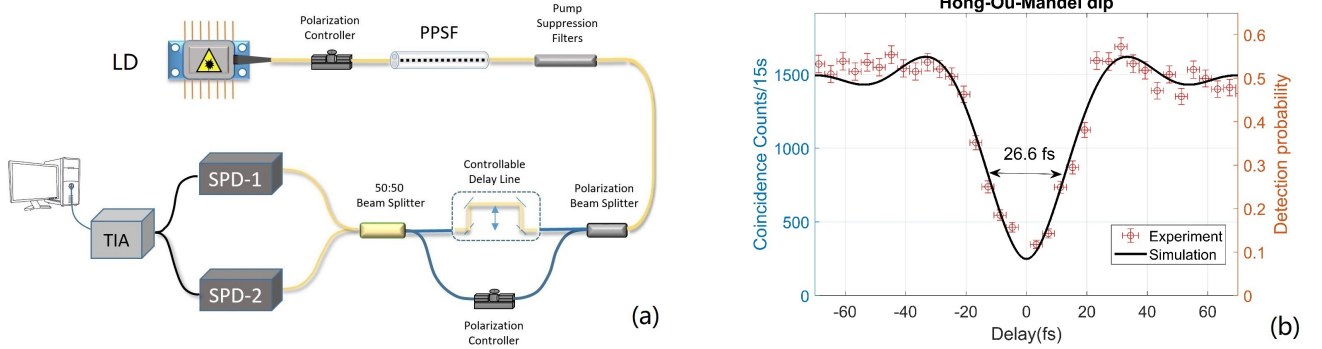 LD
Polarization
Controller
PPSF
Pump
Suppression
Filters
TIA
SPD-1
SPD-2
50:50
Beam Splitter
Controllable
Delay Line
Polarization
Beam Splitter
Polarization
Controller
(a)
Hong-Ou-Mandel dip
Coincidence Counts/15s
1500
1000
500
0
26.6 fs
Experiment
Simulation
0.6
0.5
0.4
0.3
0.2
0.1
0
Detection probability
-60
-40
-20
0
20
40
60
Delay(fs)
(b)